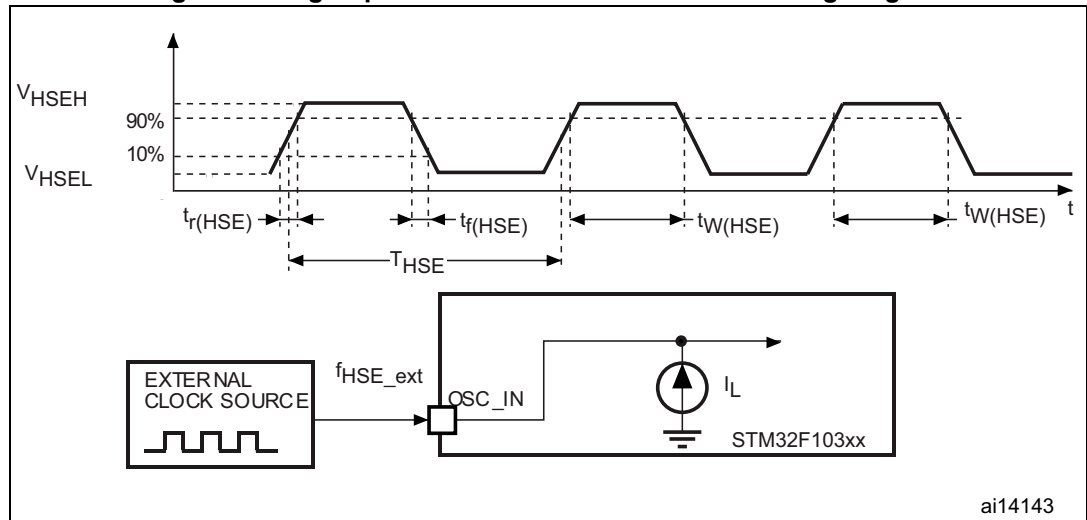 VHSEH
90%
10%
VHSEL
tr(HSE)
tf(HSE)
tW(HSE)
tW(HSE)
t
THSE
EXTERNAL
CLOCK SOURCE
fHSE_ext
OSC_IN
IL
STM32F103xx
ai14143